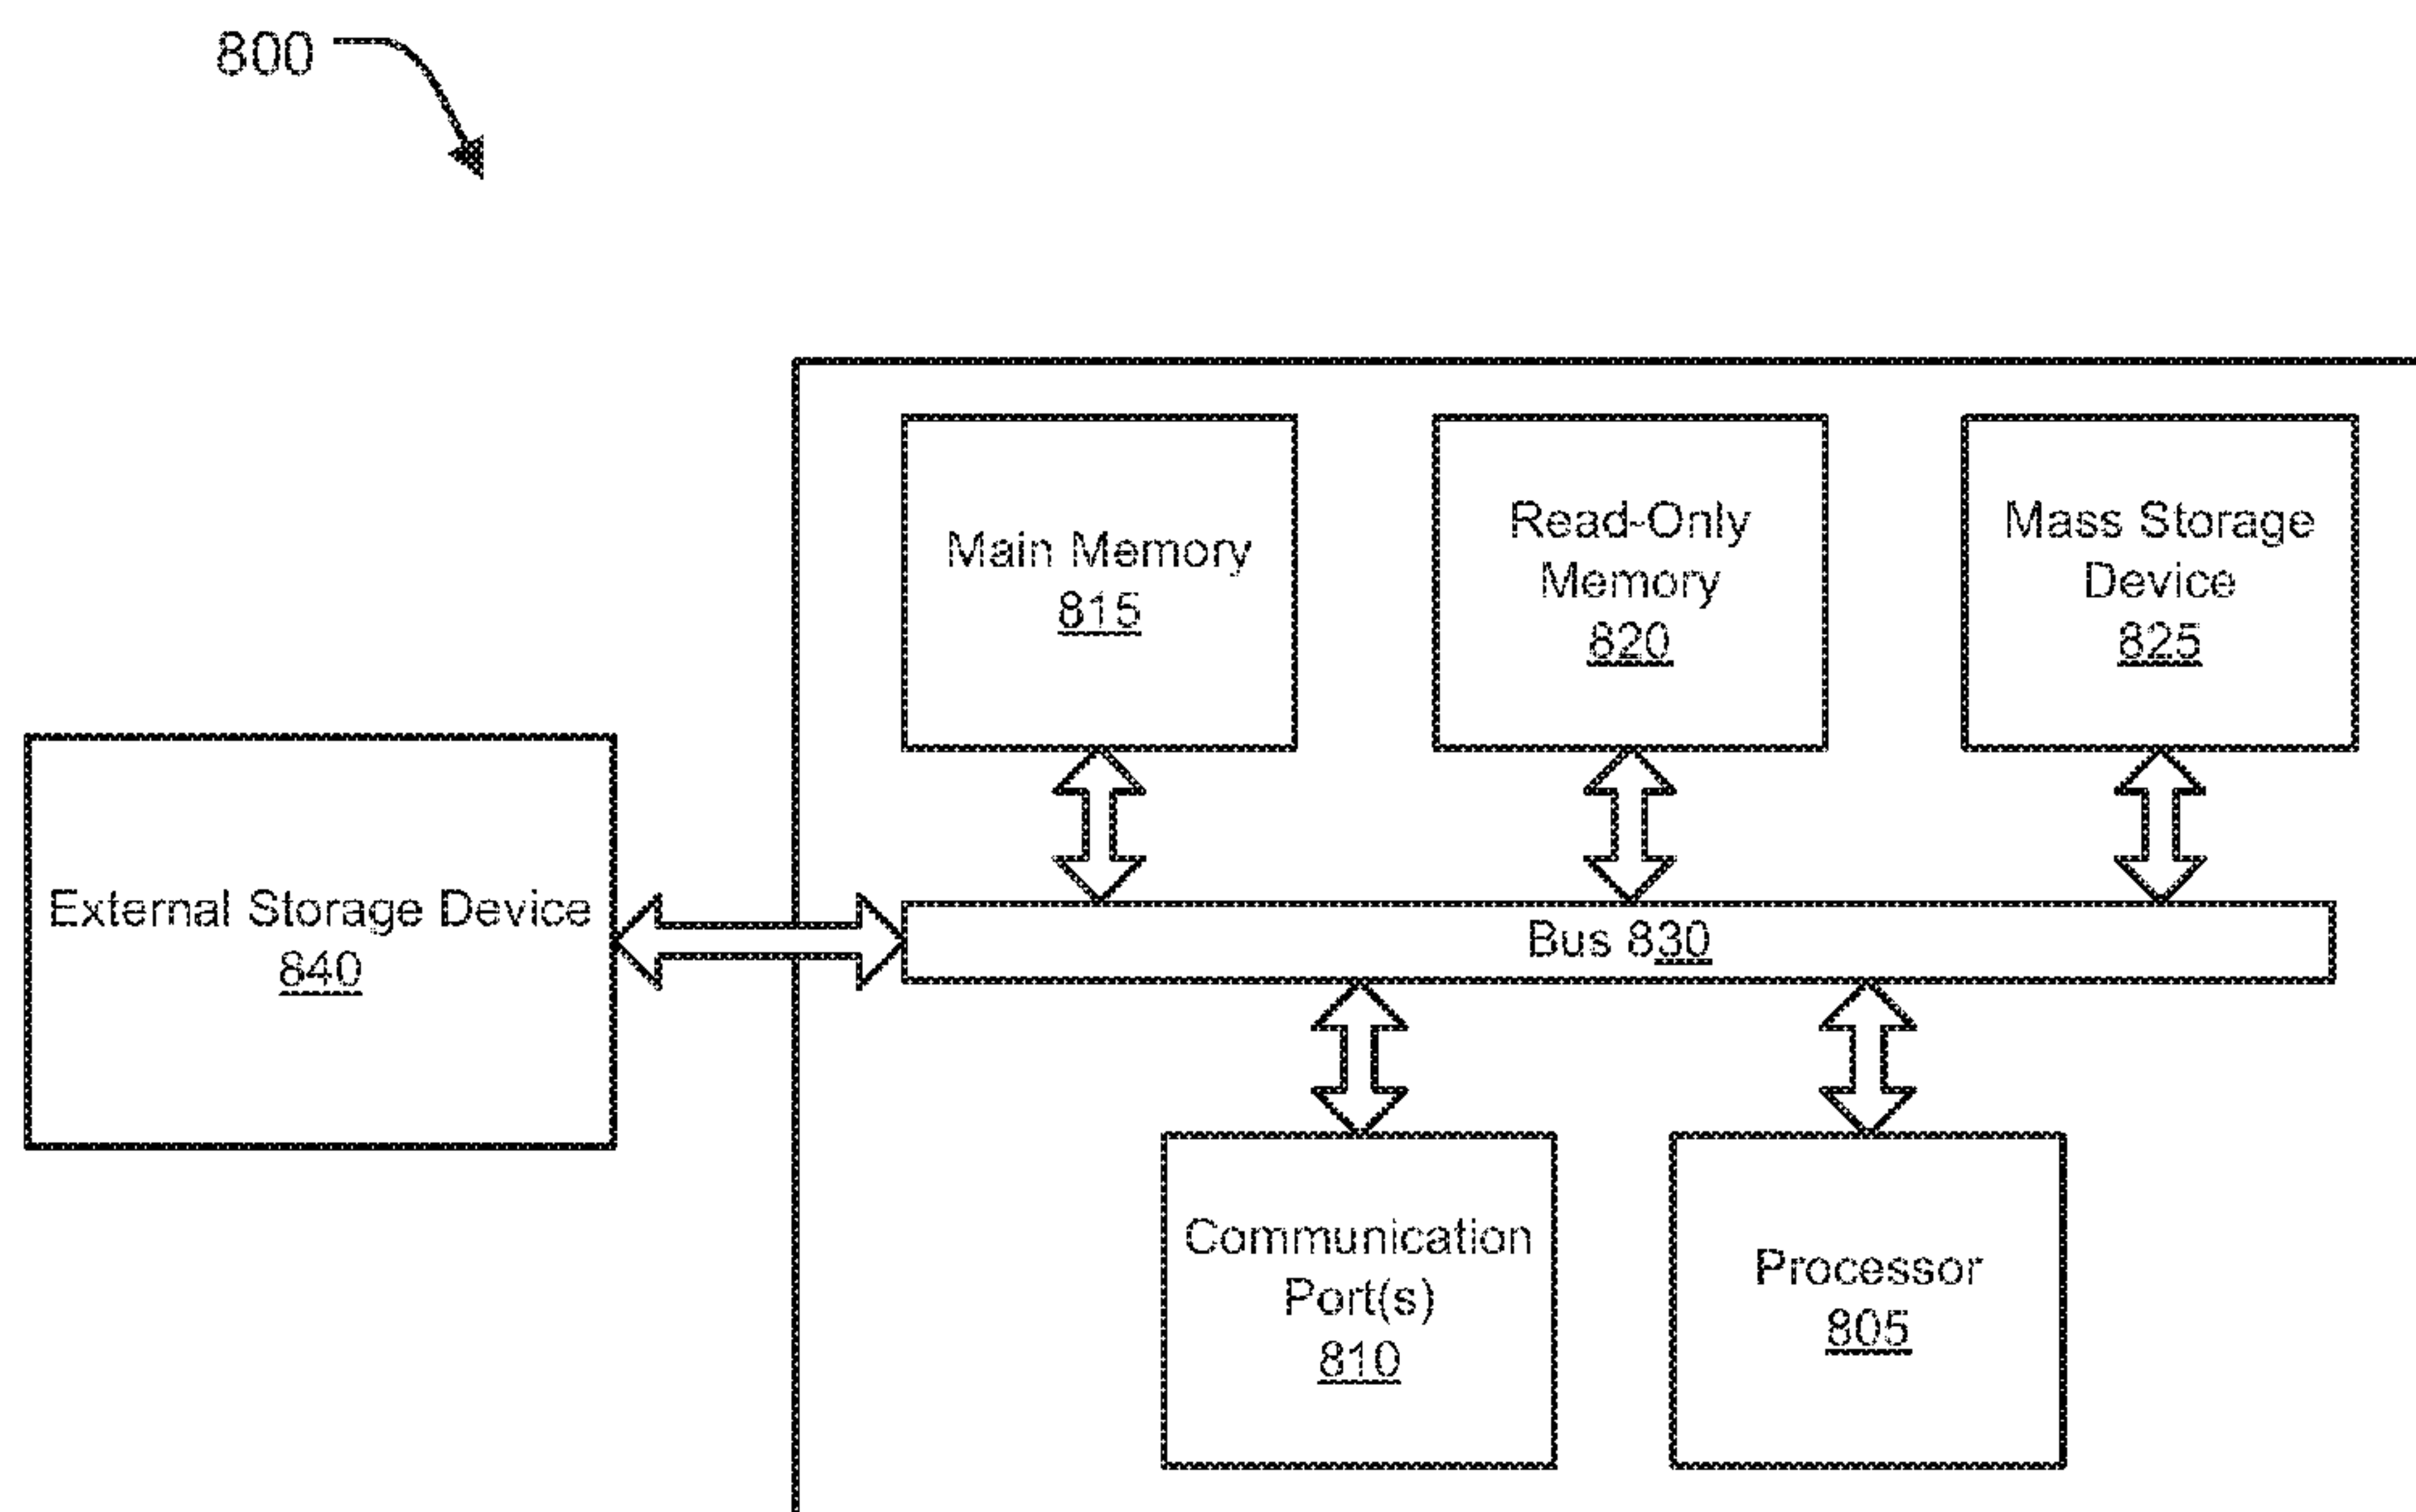 800
Main Memory
815
Read-Only
Memory
820
Mass Storage
Device
825
External Storage Device
840
Bus 830
Communication
Port(s)
810
Processor
805